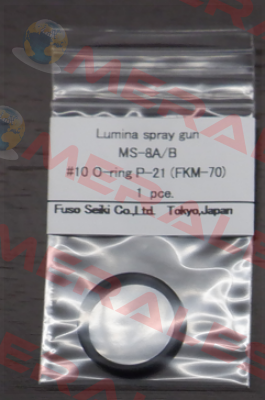 Lumina spray gun
MS-8A/B
#10 O-ring P-21 (FKM-70)
1 pce.
Fuso Seiki Co.,Ltd. Tokyo,Japan